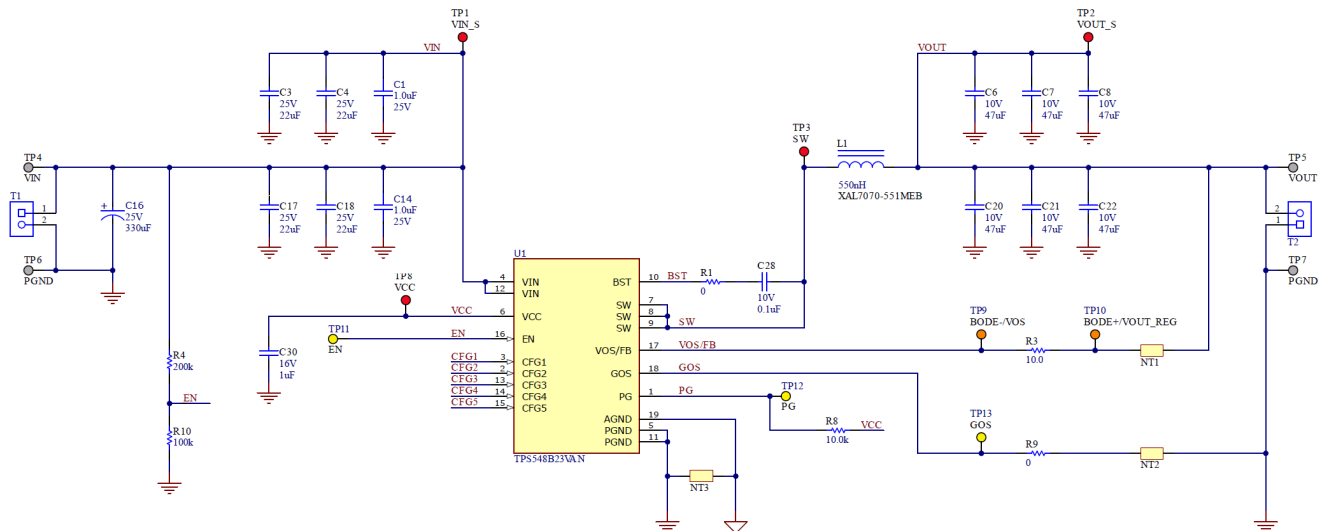 TP1
VIN_S
VIN
C3
25V
22uF
C4
25V
22uF
C1
1.0uF
25V
TP2
VOUT_S
VOUT
C6
10V
47uF
C7
10V
47uF
C8
10V
47uF
TP3
SW
L1
550nH
XAL7070-551MEB
TP4
VIN
T1
1
2
C16
25V
330uF
+
TP6
PGND
C17
25V
22uF
C18
25V
22uF
C14
1.0uF
25V
C20
10V
47uF
C21
10V
47uF
C22
10V
47uF
TP5
VOUT
2
1
T2
TP7
PGND
U1
4
VIN
12
VIN
6
VCC
16
EN
3
CFG1
2
CFG2
13
CFG3
14
CFG4
15
CFG5
BST
10
SW
7
SW
8
SW
9
VOS/FB
17
GOS
18
PG
1
AGND
19
PGND
5
PGND
11
TPS548B23VAN
TP8
VCC
VCC
TP11
EN
EN
CFG1
CFG2
CFG3
CFG4
CFG5
C30
16V
1uF
R4
200k
EN
R10
100k
BST
R1
0
C28
10V
0.1uF
SW
VOS/FB
TP9
BODE-/VOS
TP10
BODE+/VOUT_REG
R3
10.0
NT1
GOS
PG
TP12
PG
R8
10.0k
VCC
TP13
GOS
R9
0
NT2
NT3